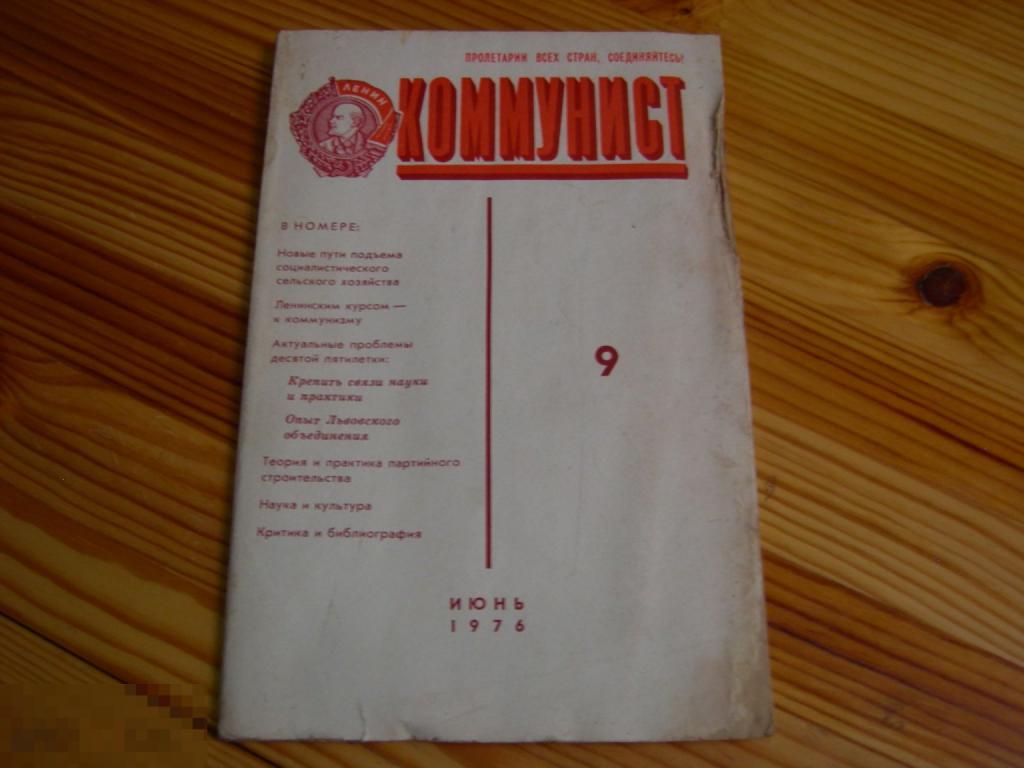 ПРОЛЕТАРИИ ВСЕХ СТРАН, СОЕДИНЯЙТЕСЬ!
ЛЕНИН
КОММУНИСТ
В НОМЕРЕ:
Новые пути подъема
социалистического
сельского хозяйства
Ленинским курсом —
к коммунизму
Актуальные проблемы
десятой пятилетки:
Крепить связи науки
и практики
Опыт Львовского
объединения
Теория и практика партийного
строительства
Наука и культура
Критика и библиография
9
ИЮНЬ
1976